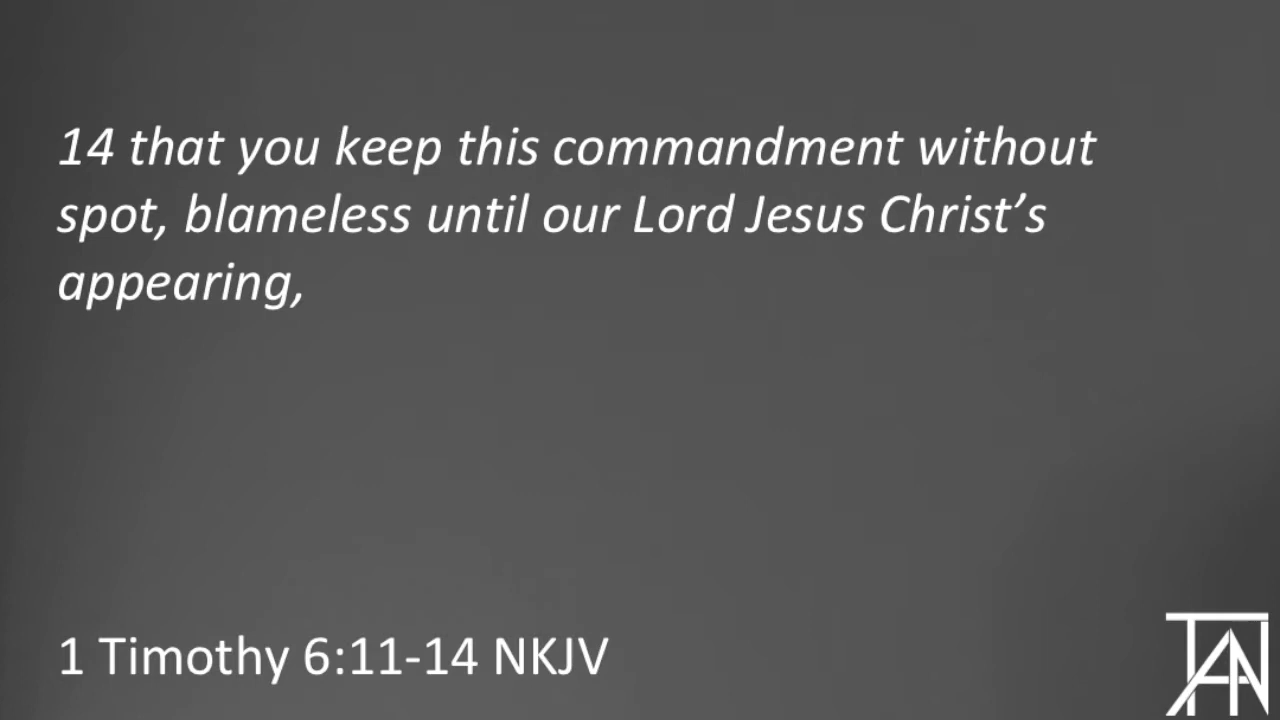 14 that you keep this commandment without
spot, blameless until our Lord Jesus Christ’s
appearing,
1 Timothy 6:11-14 NKJV
TAN